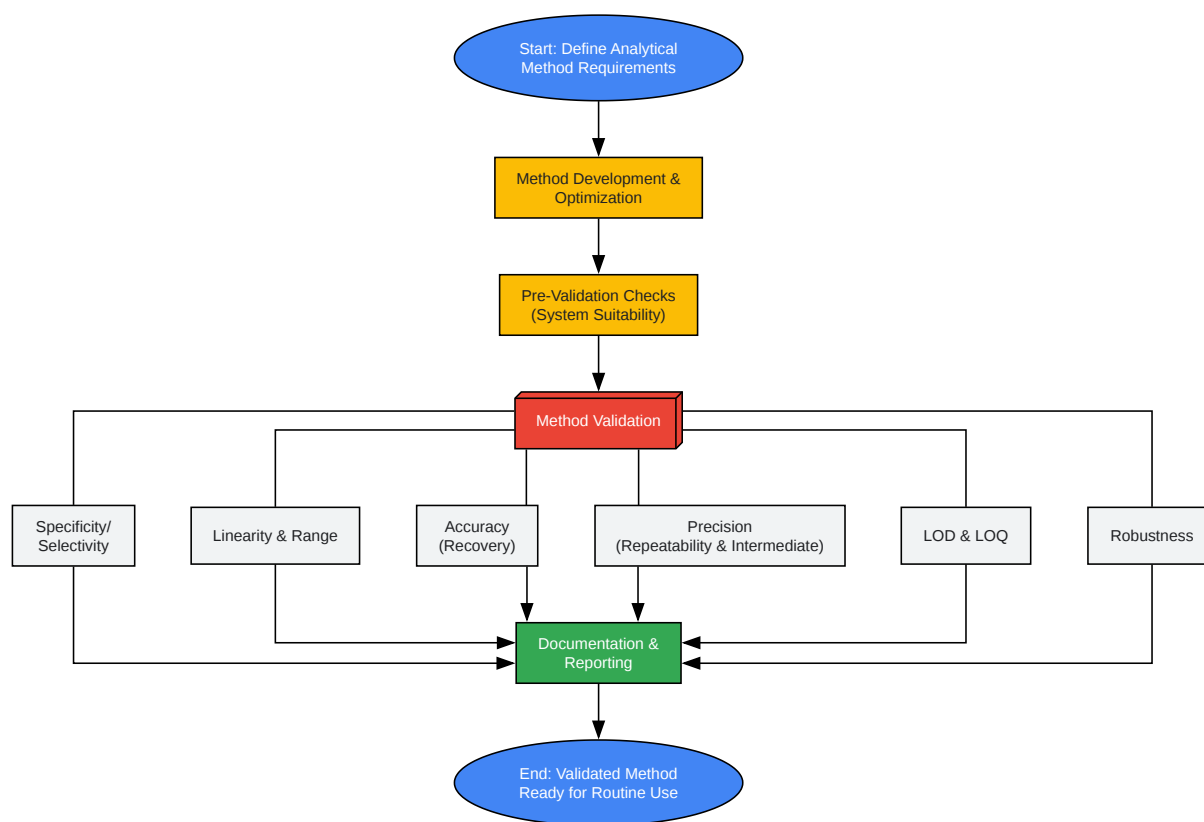 Start: Define Analytical
Method Requirements
Method Development &
Optimization
Pre-Validation Checks
(System Suitability)
Method Validation
Specificity/
Selectivity
Linearity & Range
Accuracy
(Recovery)
Precision
(Repeatability & Intermediate)
LOD & LOQ
Robustness
Documentation &
Reporting
End: Validated Method
Ready for Routine Use